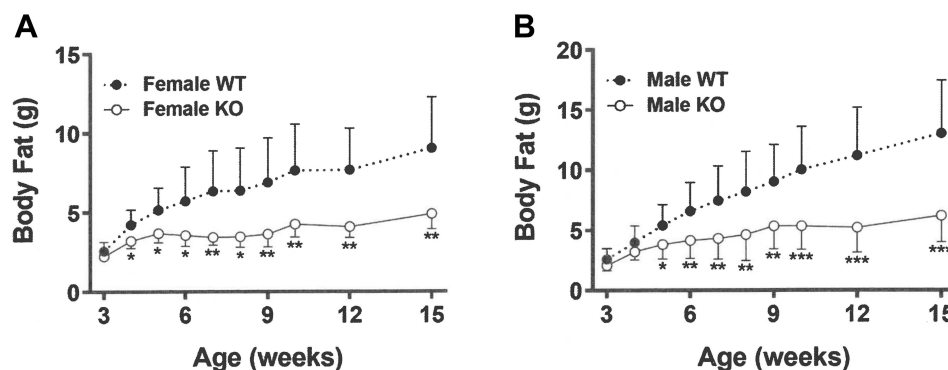 A
15
10
5
0
Body Fat (g)
Female WT
Female KO
* * * ** * ** ** ** **
3 6 9 12 15
Age (weeks)
B
20
15
10
5
0
Body Fat (g)
Male WT
Male KO
* ** ** ** ** *** *** ***
3 6 9 12 15
Age (weeks)